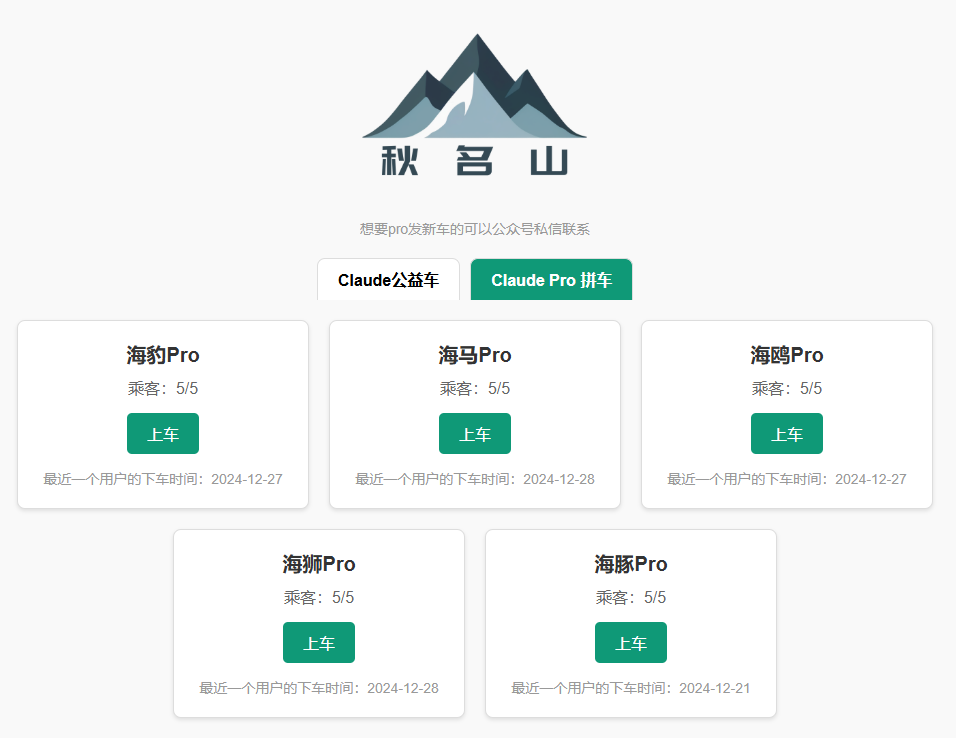 秋名山
想要pro发新车的可以公众号私信联系
Claude公益车 Claude Pro 拼车
海豹Pro
乘客：5/5
上车
最近一个用户的下车时间：2024-12-27
海马Pro
乘客：5/5
上车
最近一个用户的下车时间：2024-12-28
海鸥Pro
乘客：5/5
上车
最近一个用户的下车时间：2024-12-27
海狮Pro
乘客：5/5
上车
最近一个用户的下车时间：2024-12-28
海豚Pro
乘客：5/5
上车
最近一个用户的下车时间：2024-12-21